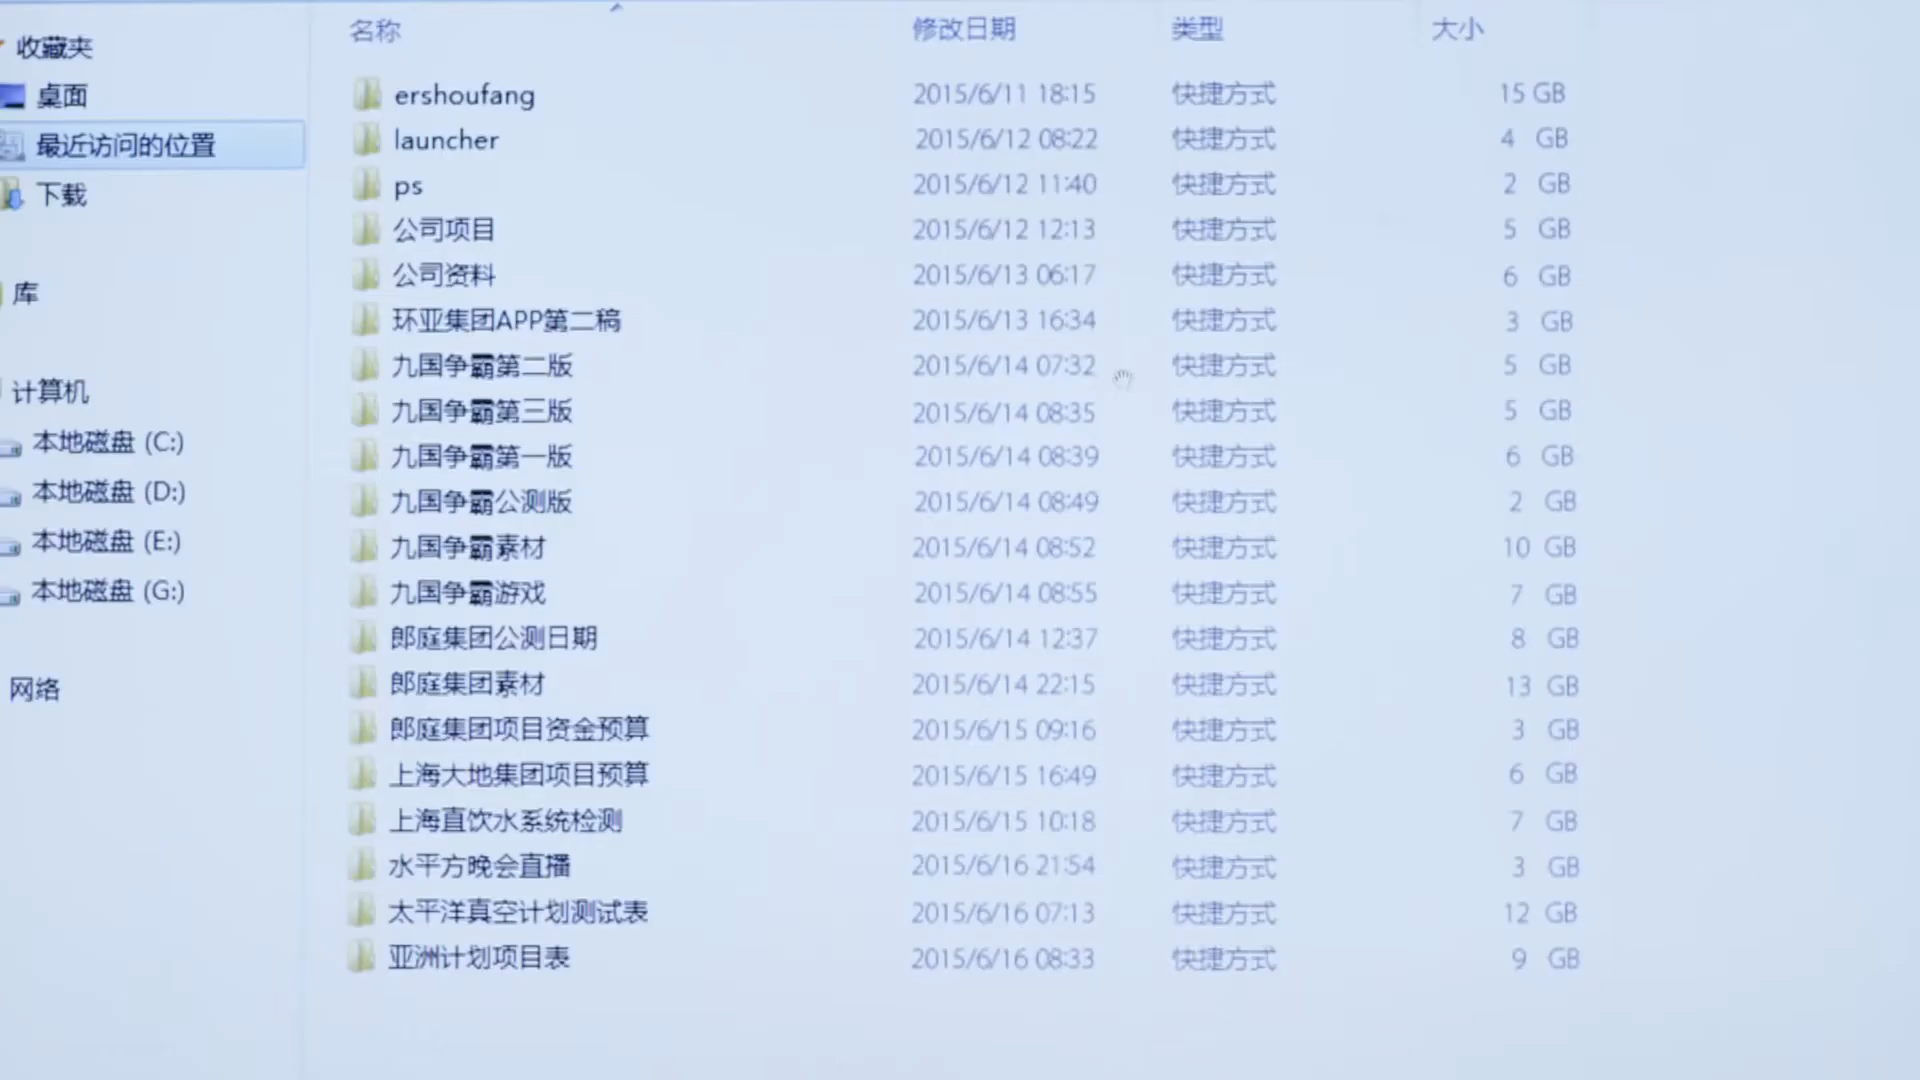 收藏夹
桌面
最近访问的位置
下载
库
计算机
本地磁盘 (C:)
本地磁盘 (D:)
本地磁盘 (E:)
本地磁盘 (G:)
网络
名称 修改日期 类型 大小
ershoufang 2015/6/11 18:15 快捷方式 15 GB
launcher 2015/6/12 08:22 快捷方式 4 GB
ps 2015/6/12 11:40 快捷方式 2 GB
公司项目 2015/6/12 12:13 快捷方式 5 GB
公司资料 2015/6/13 06:17 快捷方式 6 GB
环亚集团APP第二稿 2015/6/13 16:34 快捷方式 3 GB
九国争霸第二版 2015/6/14 07:32 快捷方式 5 GB
九国争霸第三版 2015/6/14 08:35 快捷方式 5 GB
九国争霸第一版 2015/6/14 08:39 快捷方式 6 GB
九国争霸公测版 2015/6/14 08:49 快捷方式 2 GB
九国争霸素材 2015/6/14 08:52 快捷方式 10 GB
九国争霸游戏 2015/6/14 08:55 快捷方式 7 GB
郎庭集团公测日期 2015/6/14 12:37 快捷方式 8 GB
郎庭集团素材 2015/6/14 22:15 快捷方式 13 GB
郎庭集团项目资金预算 2015/6/15 09:16 快捷方式 3 GB
上海大地集团项目预算 2015/6/15 16:49 快捷方式 6 GB
上海直饮水系统检测 2015/6/15 10:18 快捷方式 7 GB
水平方晚会直播 2015/6/16 21:54 快捷方式 3 GB
太平洋真空计划测试表 2015/6/16 07:13 快捷方式 12 GB
亚洲计划项目表 2015/6/16 08:33 快捷方式 9 GB